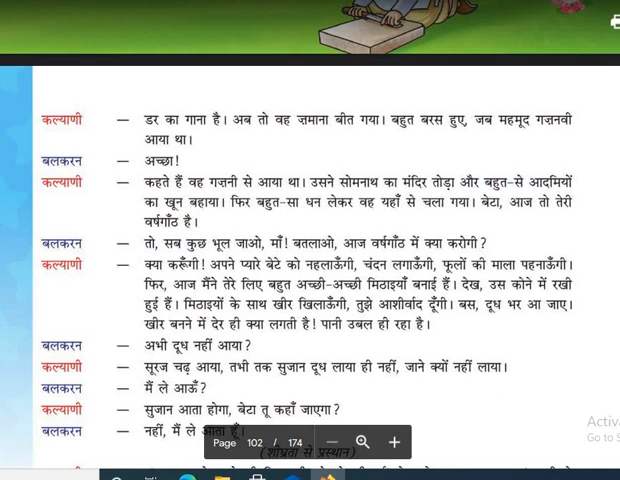 कल्याणी — डर का गाना है। अब तो वह ज़माना बीत गया। बहुत बरस हुए, जब महमूद गज़नवी
आया था।
बलकरन — अच्छा!
कल्याणी — कहते हैं वह गज़नी से आया था। उसने सोमनाथ का मंदिर तोड़ा और बहुत-से आदमियों
का खून बहाया। फिर बहुत-सा धन लेकर वह यहाँ से चला गया। बेटा, आज तो तेरी
वर्षगाँठ है।
बलकरन — तो, सब कुछ भूल जाओ, माँ! बतलाओ, आज वर्षगाँठ में क्या करोगी?
कल्याणी — क्या करूँगी! अपने प्यारे बेटे को नहलाऊँगी, चंदन लगाऊँगी, फूलों की माला पहनाऊँगी।
फिर, आज मैंने तेरे लिए बहुत अच्छी-अच्छी मिठाइयाँ बनाई हैं। देख, उस कोने में रखी
हुई हैं। मिठाइयों के साथ खीर खिलाऊँगी, तुझे आशीर्वाद दूँगी। बस, दूध भर आ जाए।
खीर बनने में देर ही क्या लगती है! पानी उबल ही रहा है।
बलकरन — अभी दूध नहीं आया?
कल्याणी — सूरज चढ़ आया, तभी तक सुजान दूध लाया ही नहीं, जाने क्यों नहीं लाया।
बलकरन — मैं ले आऊँ?
कल्याणी — सुजान आता होगा, बेटा तू कहाँ जाएगा?
बलकरन — नहीं, मैं ले आता हूँ।
Page 102 / 174
(शीघ्रता से प्रस्थान)
Activ
Go to S